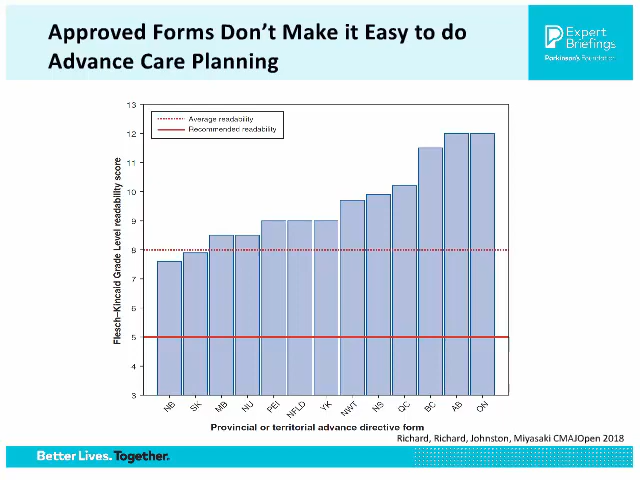 Approved Forms Don't Make it Easy to do
Advance Care Planning
Expert
Briefings
Parkinson's Foundation
13
12
11
10
9
8
7
6
5
4
3
Average readability
Recommended readability
Flesch–Kincaid Grade Level readability score
NB
SK
MB
NU
PEI
NFLD
YK
NWT
NS
QC
BC
AB
ON
Provincial or territorial advance directive form
Richard, Richard, Johnston, Miyasaki CMAJOpen 2018
Better Lives. Together.